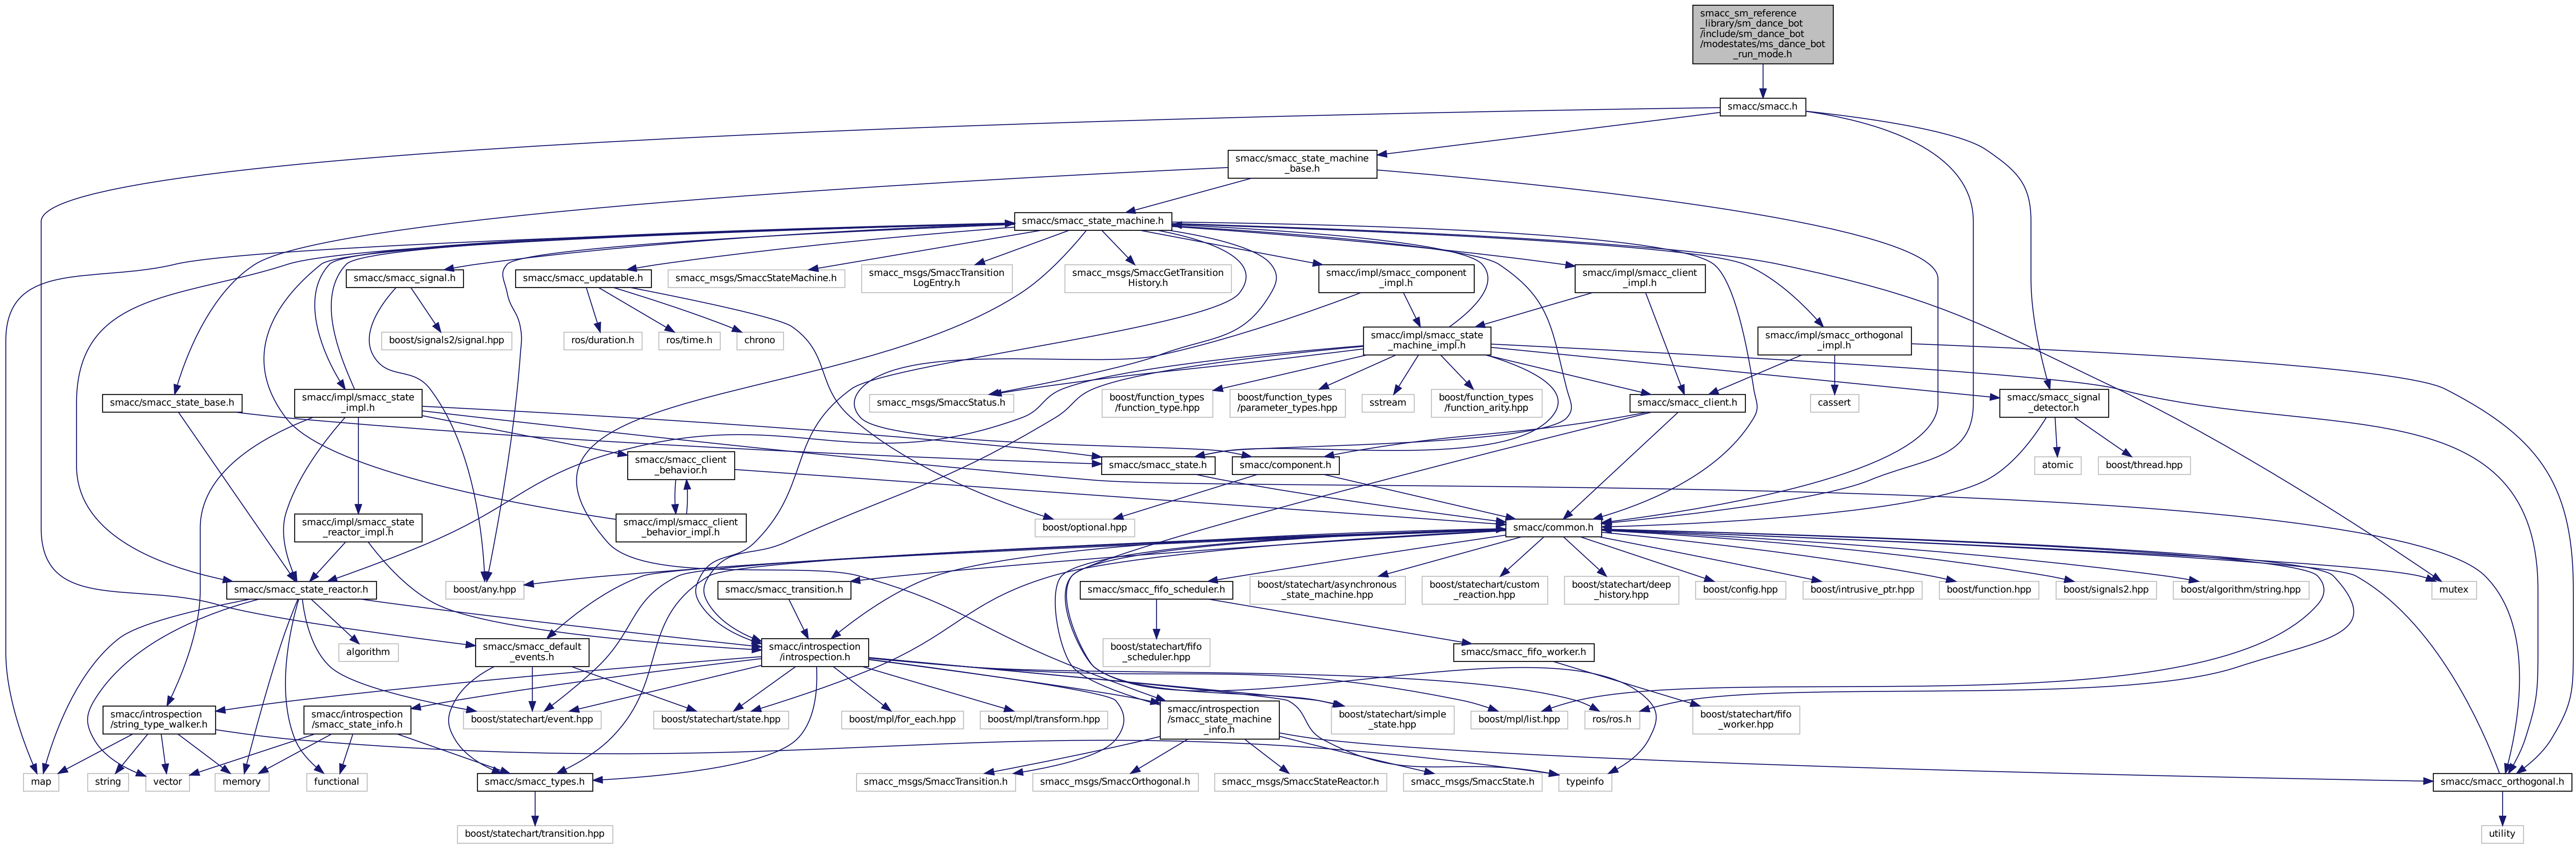 smacc_sm_reference
_library/sm_dance_bot
/include/sm_dance_bot
/modestates/ms_dance_bot
_run_mode.h
smacc/smacc.h
smacc/smacc_state_machine
_base.h
smacc/smacc_state_machine.h
smacc/smacc_signal.h
smacc/smacc_updatable.h
smacc_msgs/SmaccStateMachine.h
smacc_msgs/SmaccTransition
LogEntry.h
smacc_msgs/SmaccGetTransition
History.h
smacc/impl/smacc_component
_impl.h
smacc/impl/smacc_client
_impl.h
boost/signals2/signal.hpp
ros/duration.h
ros/time.h
chrono
smacc/impl/smacc_state
_machine_impl.h
smacc/impl/smacc_orthogonal
_impl.h
smacc/smacc_state_base.h
smacc/impl/smacc_state
_impl.h
smacc_msgs/SmaccStatus.h
boost/function_types
/function_type.hpp
boost/function_types
/parameter_types.hpp
sstream
boost/function_types
/function_arity.hpp
smacc/smacc_client.h
cassert
smacc/smacc_signal
_detector.h
smacc/smacc_client
_behavior.h
smacc/smacc_state.h
smacc/component.h
atomic
boost/thread.hpp
smacc/impl/smacc_state
_reactor_impl.h
smacc/impl/smacc_client
_behavior_impl.h
boost/optional.hpp
smacc/common.h
smacc/smacc_state_reactor.h
boost/any.hpp
smacc/smacc_transition.h
smacc/smacc_fifo_scheduler.h
boost/statechart/asynchronous
_state_machine.hpp
boost/statechart/custom
_reaction.hpp
boost/statechart/deep
_history.hpp
boost/config.hpp
boost/intrusive_ptr.hpp
boost/function.hpp
boost/signals2.hpp
boost/algorithm/string.hpp
mutex
algorithm
smacc/smacc_default
_events.h
smacc/introspection
/introspection.h
boost/statechart/fifo
_scheduler.hpp
smacc/smacc_fifo_worker.h
smacc/introspection
/string_type_walker.h
smacc/introspection
/smacc_state_info.h
boost/statechart/event.hpp
boost/statechart/state.hpp
boost/mpl/for_each.hpp
boost/mpl/transform.hpp
smacc/introspection
/smacc_state_machine
_info.h
boost/statechart/simple
_state.hpp
boost/mpl/list.hpp
ros/ros.h
boost/statechart/fifo
_worker.hpp
map
string
vector
memory
functional
smacc/smacc_types.h
smacc_msgs/SmaccTransition.h
smacc_msgs/SmaccOrthogonal.h
smacc_msgs/SmaccStateReactor.h
smacc_msgs/SmaccState.h
typeinfo
smacc/smacc_orthogonal.h
boost/statechart/transition.hpp
utility